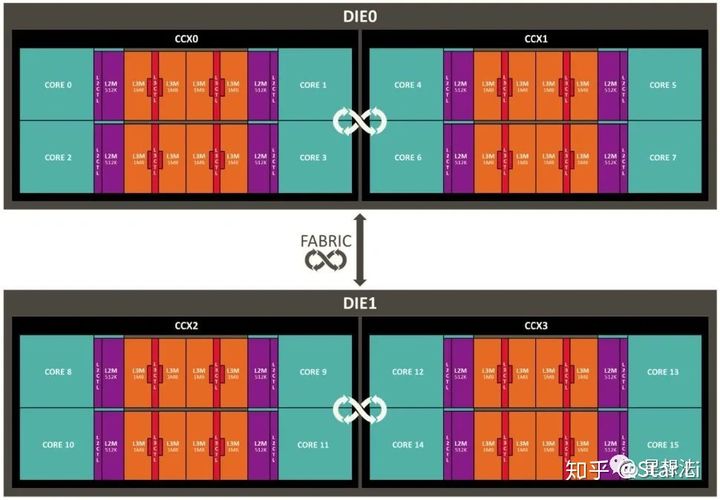 DIE0
CCX0
CCX1
CORE 0
L2CTL
L2M 512K
L3M 1MB
L3CTL
L3M 1MB
L3M 1MB
L3CTL
L3M 1MB
L2M 512K
CORE 1
CORE 4
L2CTL
L2M 512K
L3M 1MB
L3CTL
L3M 1MB
L3M 1MB
L3CTL
L3M 1MB
L2M 512K
L2CTL
CORE 5
CORE 2
L2CTL
L2M 512K
L3M 1MB
L3CTL
L3M 1MB
L3M 1MB
L3CTL
L3M 1MB
L2M 512K
CORE 3
CORE 6
L2CTL
L2M 512K
L3M 1MB
L3CTL
L3M 1MB
L3M 1MB
L3CTL
L3M 1MB
L2M 512K
L2CTL
CORE 7
FABRIC
DIE1
CCX2
CCX3
CORE 8
L2CTL
L2M 512K
L3M 1MB
L3CTL
L3M 1MB
L3M 1MB
L3CTL
L3M 1MB
L2M 512K
CORE 9
CORE 12
L2CTL
L2M 512K
L3M 1MB
L3CTL
L3M 1MB
L3M 1MB
L3CTL
L3M 1MB
L2M 512K
L2CTL
CORE 13
CORE 10
L2CTL
L2M 512K
L3M 1MB
L3CTL
L3M 1MB
L3M 1MB
L3CTL
L3M 1MB
L2M 512K
CORE 11
CORE 14
L2CTL
L2M 512K
L3M 1MB
L3CTL
L3M 1MB
L3M 1MB
L3CTL
L3M 1MB
CORE 15
知乎 @Star Li